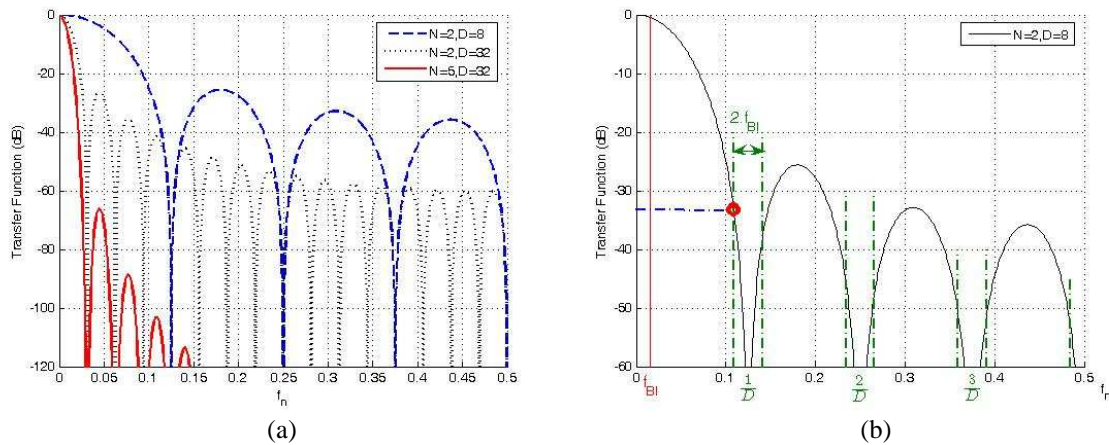 0
-20
-40
-60
-80
-100
-120
Transfer Function (dB)
N=2,D=8
N=2,D=32
N=5,D=32
0 0.05 0.1 0.15 0.2 0.25 0.3 0.35 0.4 0.45 0.5
f_n
(a)
0
-10
-20
-30
-40
-50
-60
Transfer Function (dB)
N=2,D=8
2 f_BI
0 0.1 0.2 0.3 0.4 0.5
f_BI
1/D
2/D
3/D
f_n
(b)